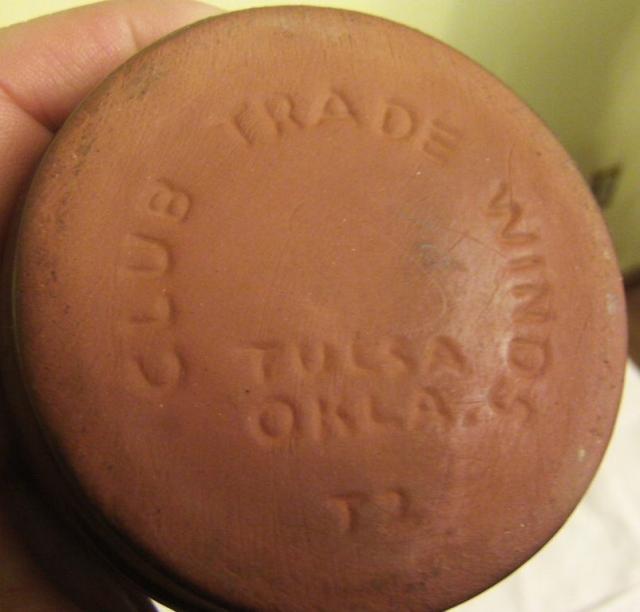 CLUB TRADE WINDS
TULSA
OKLA.
T2